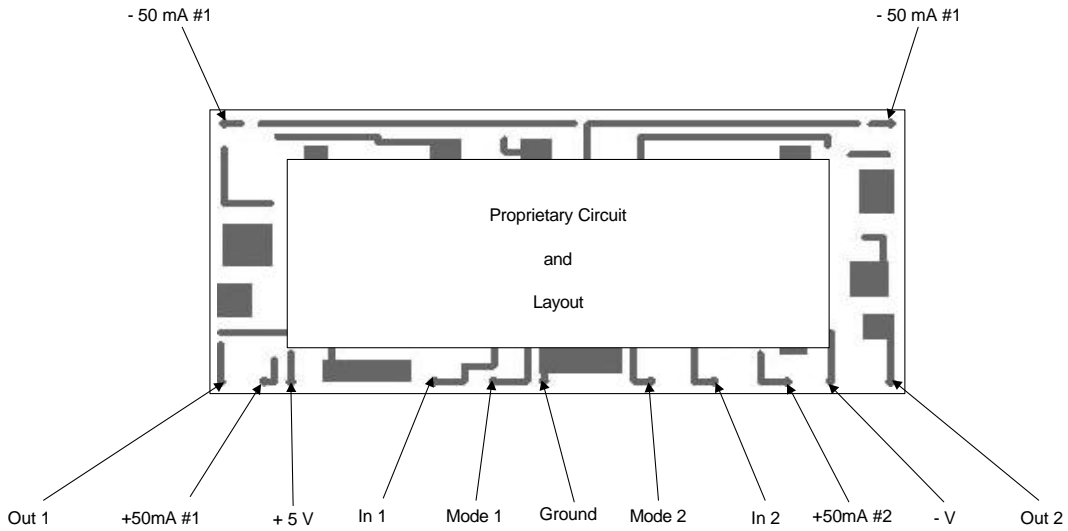 - 50 mA #1
- 50 mA #1
Proprietary Circuit
and
Layout
Out 1
+50mA #1
+ 5 V
In 1
Mode 1
Ground
Mode 2
In 2
+50mA #2
- V
Out 2